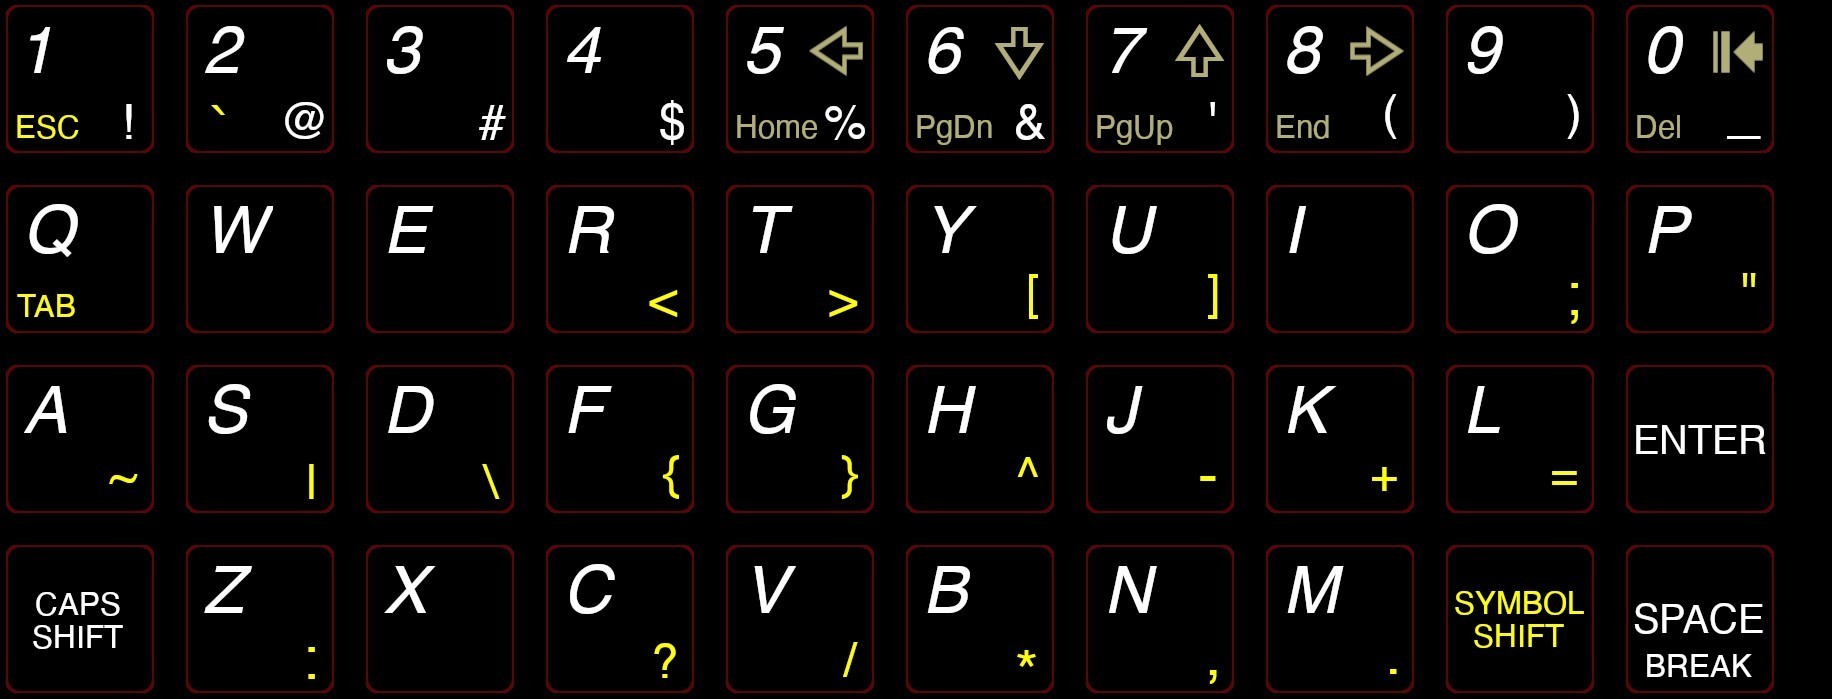 1 2 3 4 5 6 7 8 9 0
ESC ! ` @ # $ Home % PgDn & PgUp ' End ( ) Del _
Q W E R T Y U I O P
TAB < > [ ] ; "
A S D F G H J K L ENTER
~ | \ { } ^ - + =
CAPS SHIFT Z X C V B N M SYMBOL SHIFT SPACE BREAK
: ? / * , .